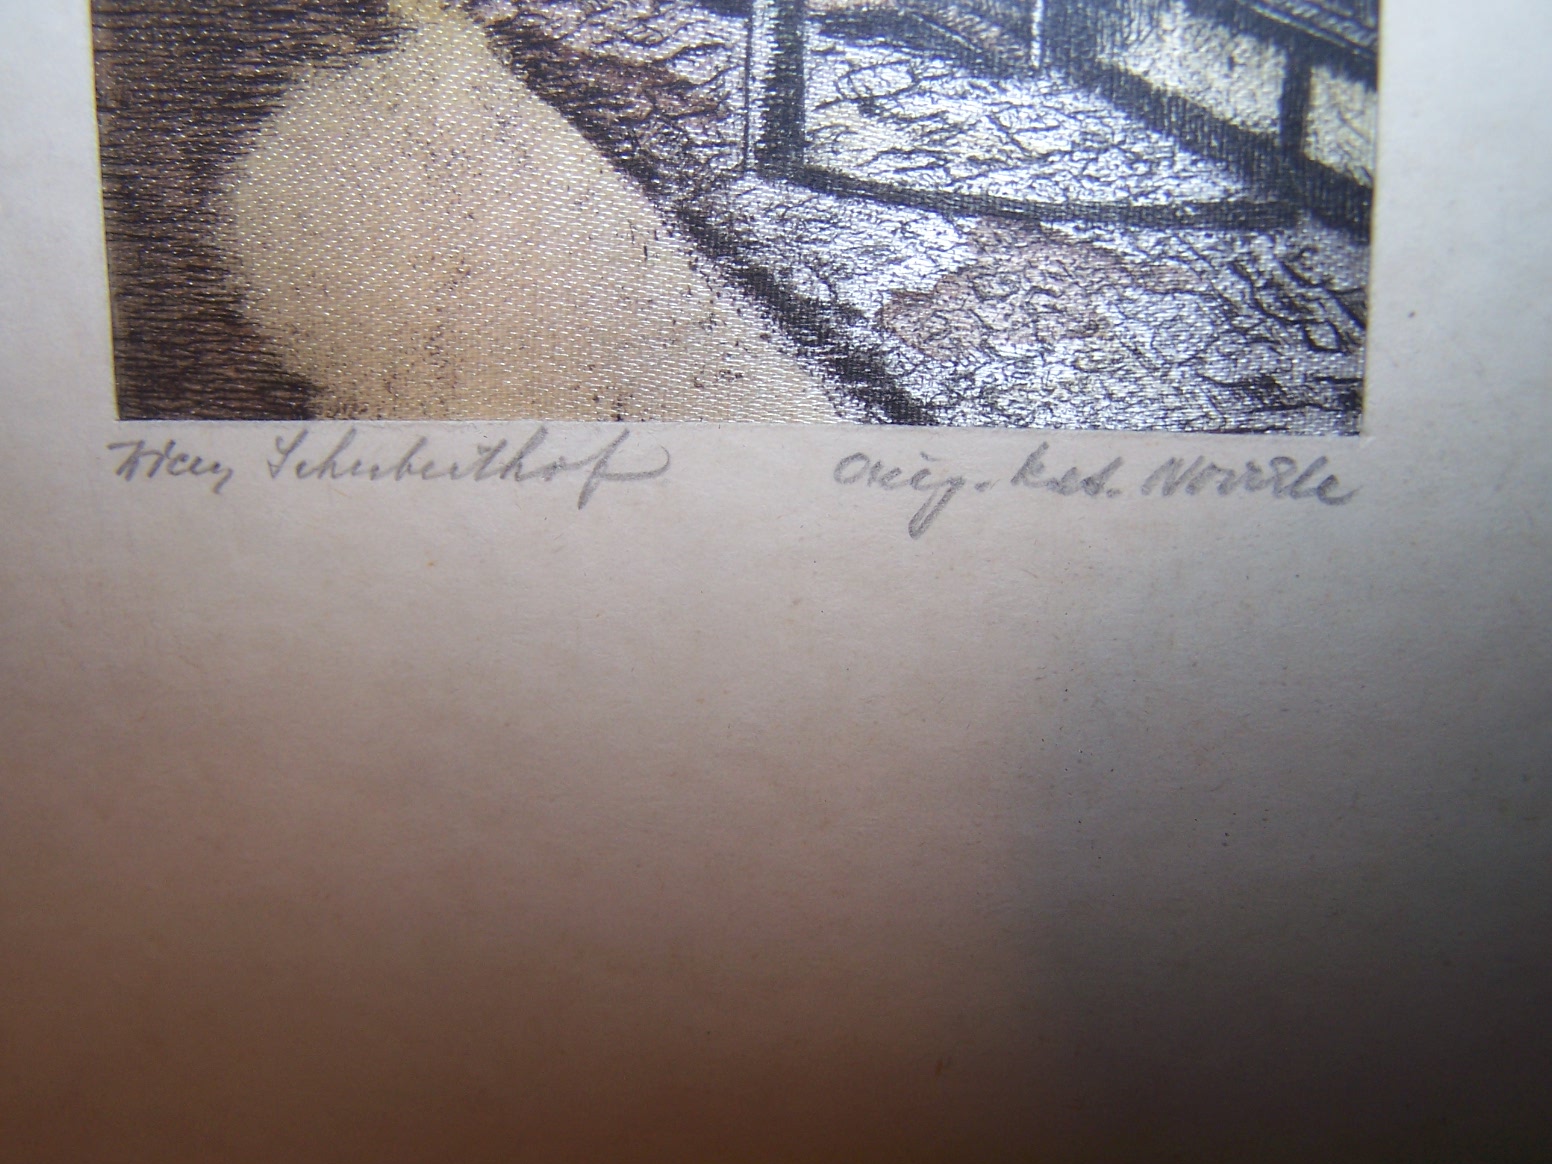 Wien, Schuberthof Orig. Rad.